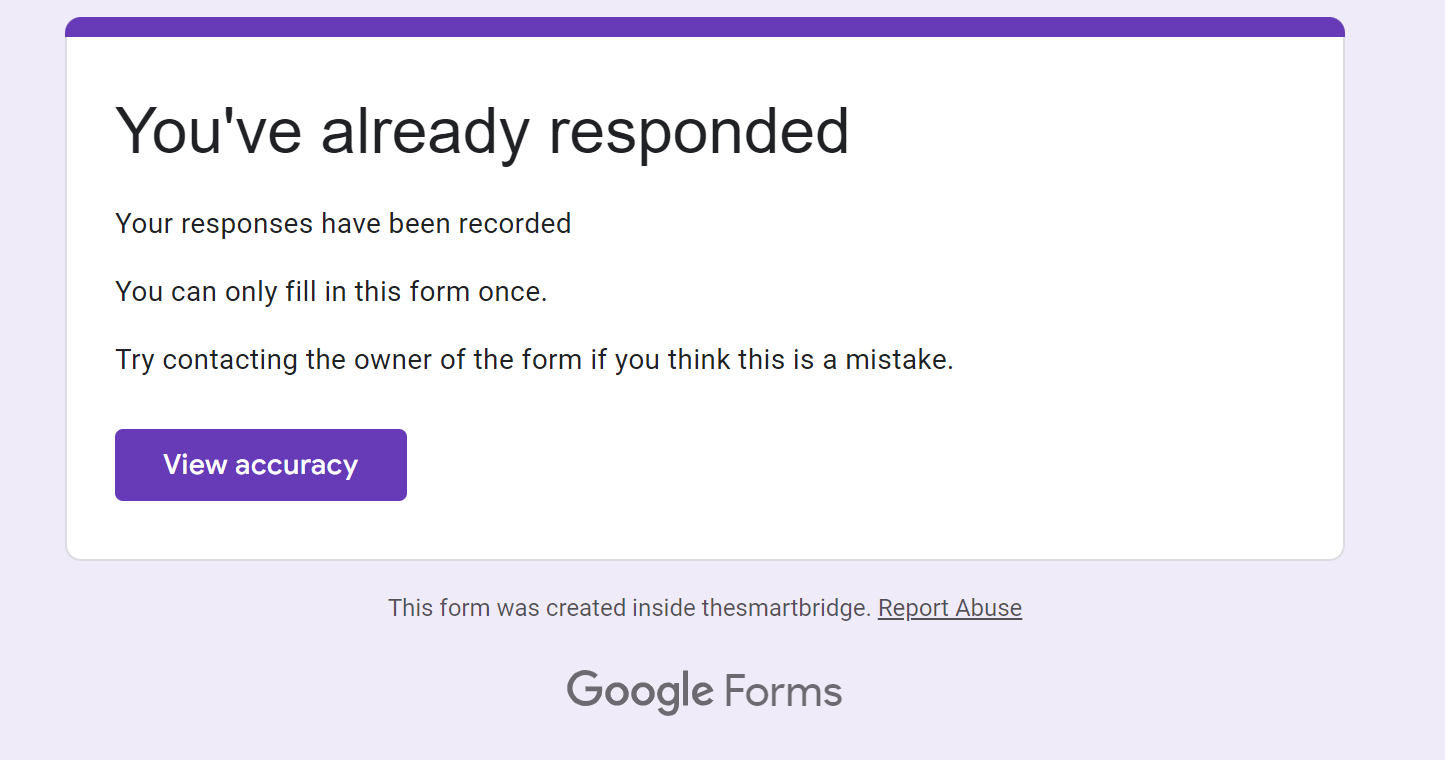 You've already responded
Your responses have been recorded
You can only fill in this form once.
Try contacting the owner of the form if you think this is a mistake.
View accuracy
This form was created inside thesmartbridge. Report Abuse
Google Forms